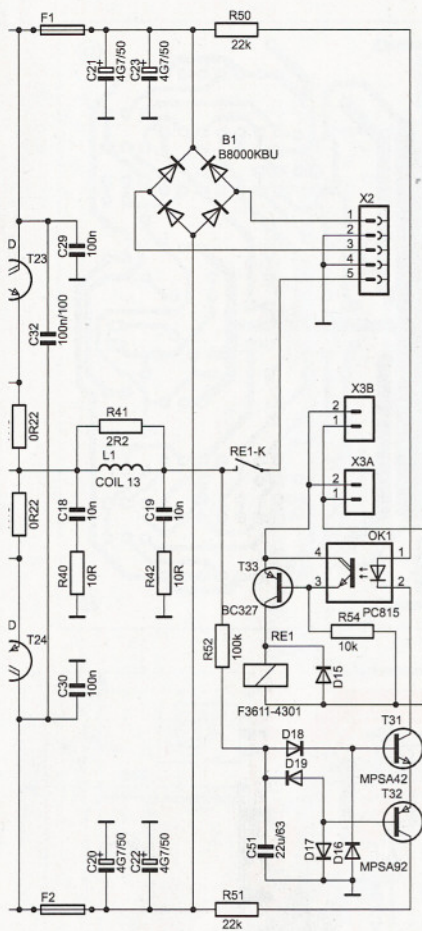 F1
R50
22k
C21
4G7/50
C23
4G7/50
B1
B8000KBU
X2
1
2
3
4
5
D
T23
C29
100n
C32
100n/100
0R22
R41
2R2
L1
COIL 13
RE1-K
X3B
2
1
X3A
2
1
C18
10n
C19
10n
0R22
R40
10R
R42
10R
OK1
4
1
3
2
PC815
T33
BC327
R54
10k
R52
100k
RE1
D15
F3611-4301
D
T24
C30
100n
D18
D19
T31
MPSA42
T32
MPSA92
C51
22u/63
D17
D16
C20
4G7/50
C22
4G7/50
F2
R51
22k